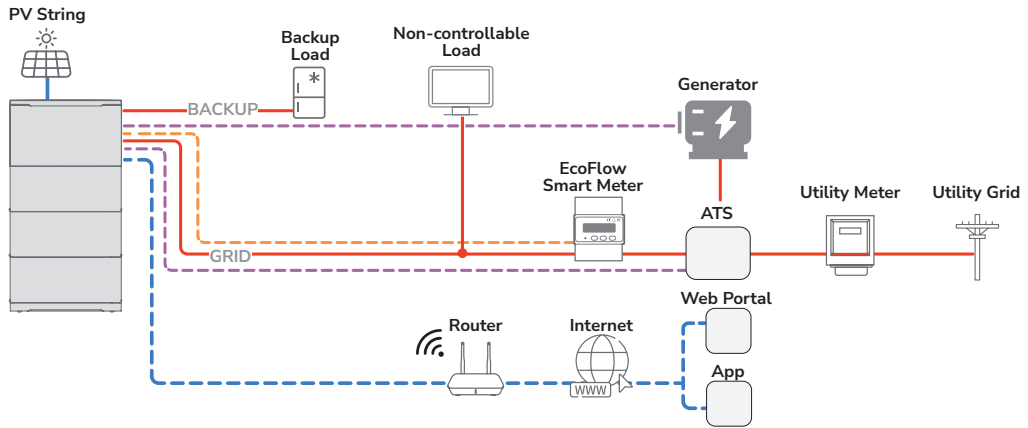 PV String
Backup
Load
Non-controllable
Load
Generator
BACKUP
EcoFlow
Smart Meter
ATS
Utility Meter
Utility Grid
GRID
Web Portal
Router
Internet
WWW
App